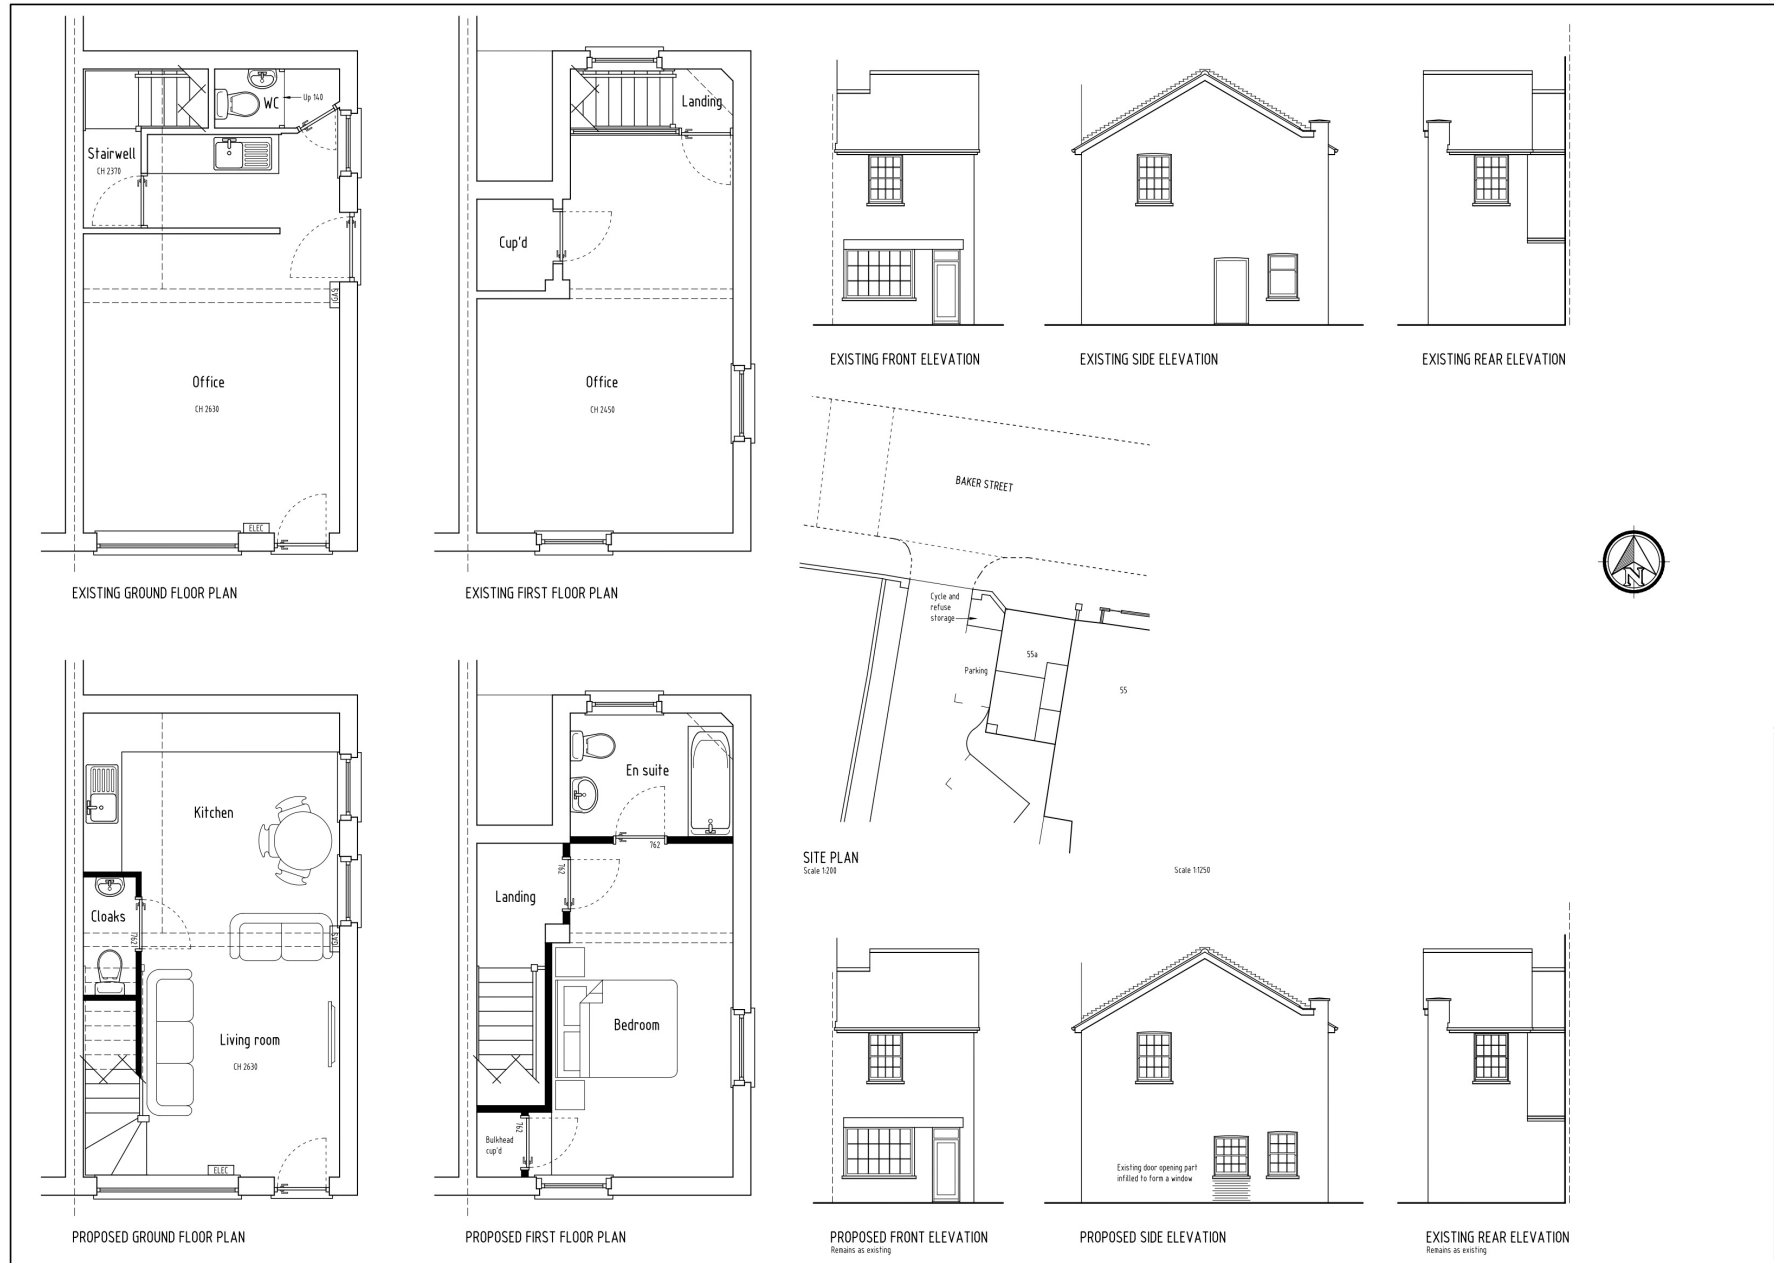 WC
Up 140
Stairwell
CH 2370
GAS
Office
CH 2630
ELEC
EXISTING GROUND FLOOR PLAN
Landing
Cup'd
Office
CH 2450
EXISTING FIRST FLOOR PLAN
EXISTING FRONT ELEVATION
EXISTING SIDE ELEVATION
EXISTING REAR ELEVATION
BAKER STREET
Cycle and
refuse
storage
55a
Parking
55
SITE PLAN
Scale 1:200
Scale 1:1250
N
Kitchen
Cloaks
762
GAS
Living room
CH 2630
ELEC
PROPOSED GROUND FLOOR PLAN
En suite
762
762
Landing
Bedroom
Bulkhead
cup'd
762
PROPOSED FIRST FLOOR PLAN
PROPOSED FRONT ELEVATION
Remains as existing
Existing door opening part
infilled to form a window
PROPOSED SIDE ELEVATION
EXISTING REAR ELEVATION
Remains as existing